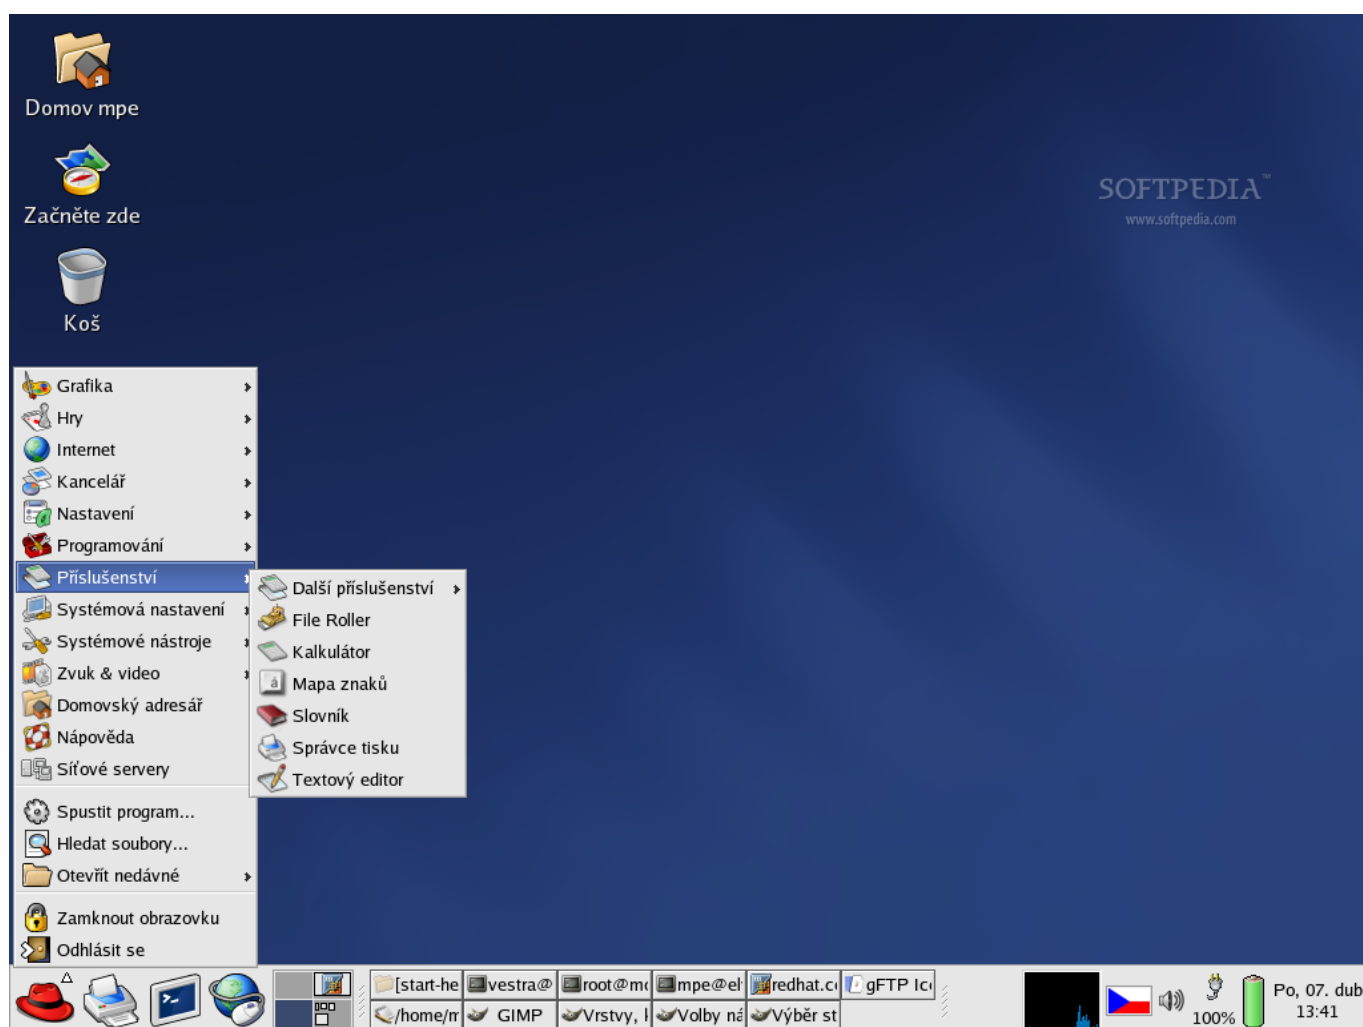 Domov mpe
Začněte zde
Koš
SOFTPEDIA™
www.softpedia.com
Grafika
Hry
Internet
Kancelář
Nastavení
Programování
Příslušenství
Systémová nastavení
Systémové nástroje
Zvuk & video
Domovský adresář
Nápověda
Síťové servery
Spustit program...
Hledat soubory...
Otevřít nedávné
Zamknout obrazovku
Odhlásit se
Další příslušenství
File Roller
Kalkulátor
Mapa znaků
Slovník
Správce tisku
Textový editor
[start-he
vestra@
root@m
mpe@el
redhat.c
gFTP Ic
/home/m
GIMP
Vrstvy,
Volby ná
Výběr st
100%
Po, 07. dub
13:41